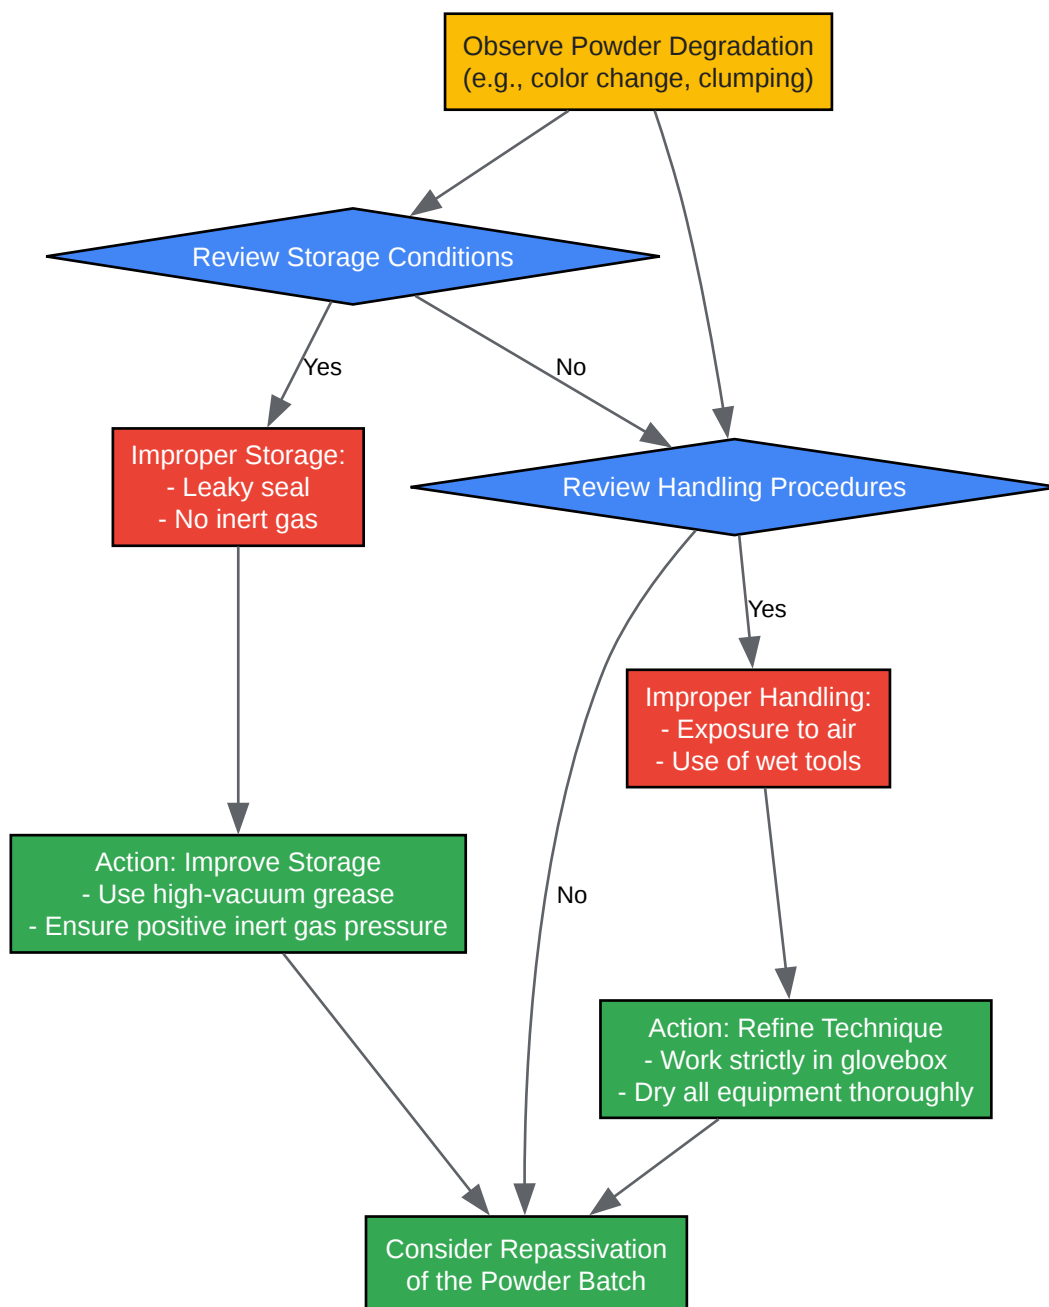 Observe Powder Degradation
(e.g., color change, clumping)
Review Storage Conditions
Yes
No
Improper Storage:
- Leaky seal
- No inert gas
Review Handling Procedures
Yes
Improper Handling:
- Exposure to air
- Use of wet tools
Action: Improve Storage
- Use high-vacuum grease
- Ensure positive inert gas pressure
No
Action: Refine Technique
- Work strictly in glovebox
- Dry all equipment thoroughly
Consider Repassivation
of the Powder Batch